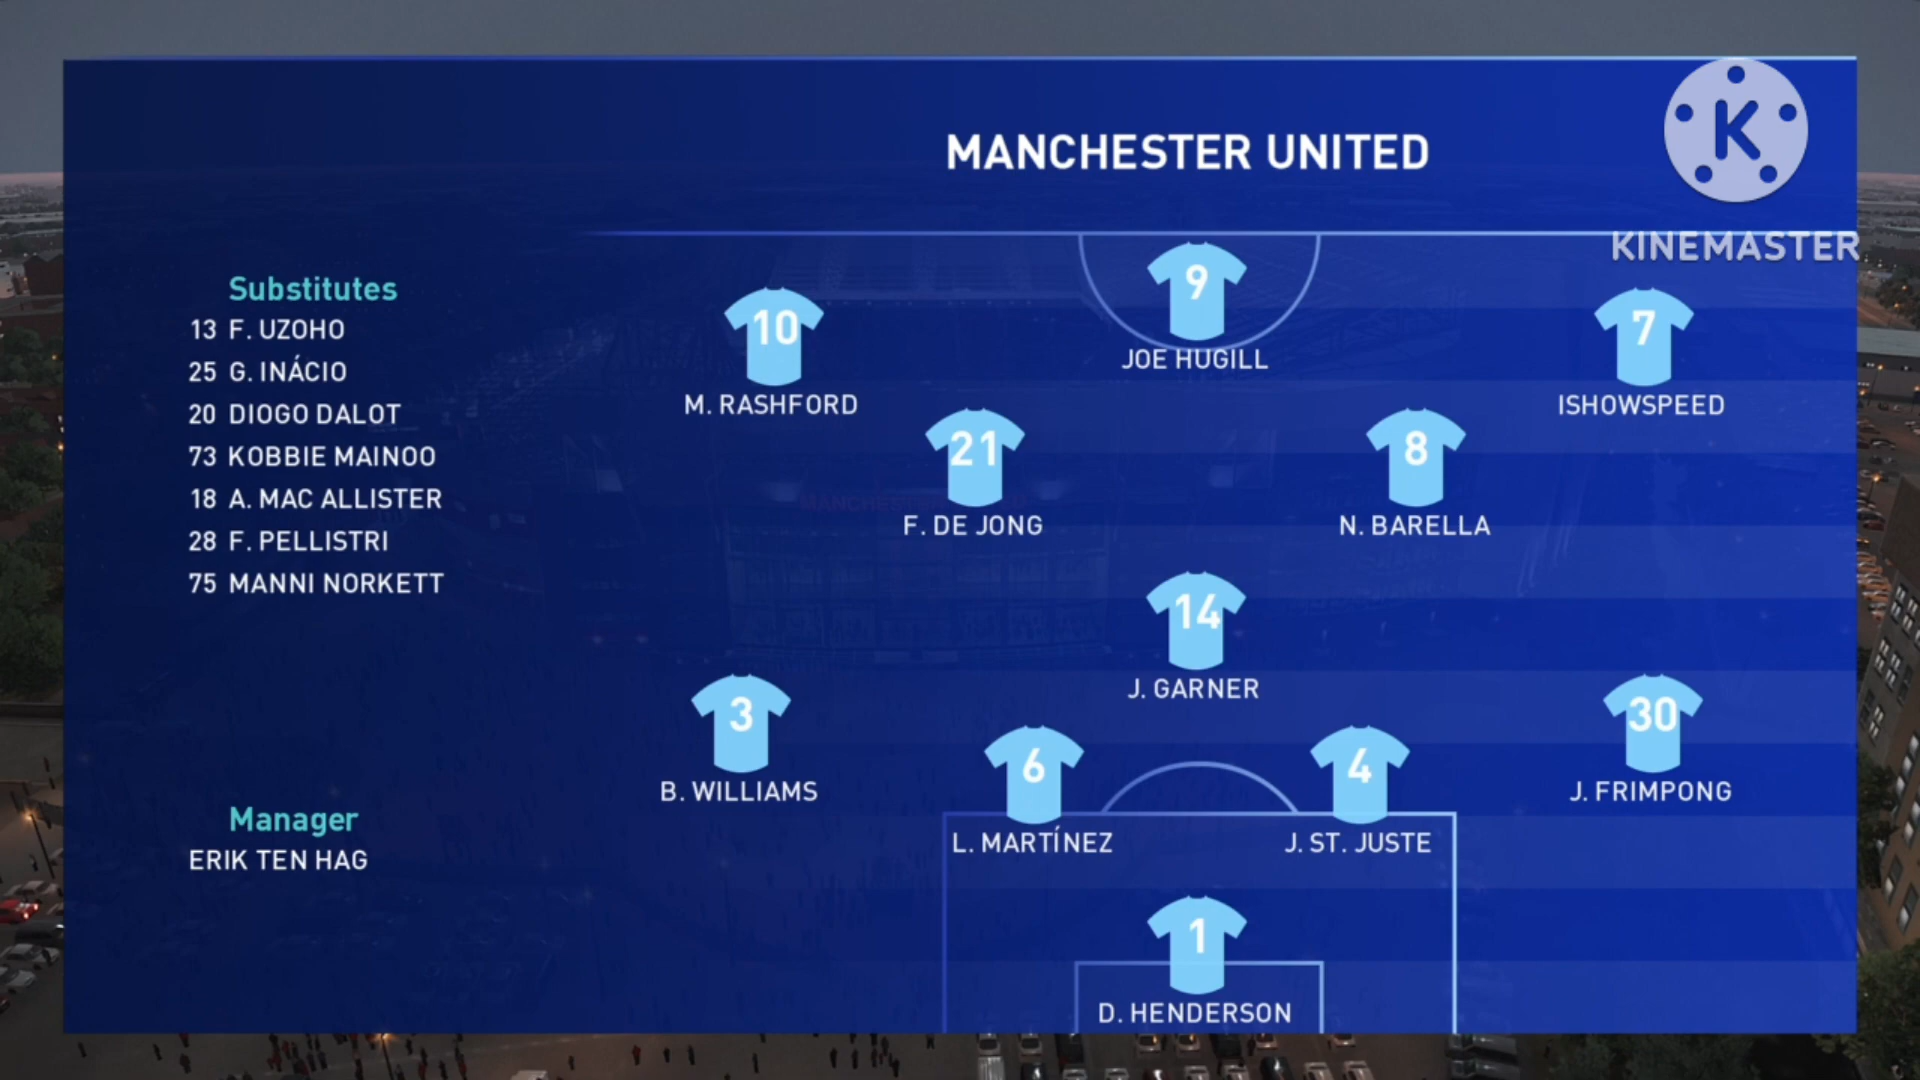 MANCHESTER UNITED
K
KINEMASTER
Substitutes
13 F. UZOHO
25 G. INÁCIO
20 DIOGO DALOT
73 KOBBIE MAINOO
18 A. MAC ALLISTER
28 F. PELLISTRI
75 MANNI NORKETT
Manager
ERIK TEN HAG
9
JOE HUGILL
10
M. RASHFORD
7
ISHOWSPEED
21
F. DE JONG
8
N. BARELLA
14
J. GARNER
3
B. WILLIAMS
6
L. MARTÍNEZ
4
J. ST. JUSTE
30
J. FRIMPONG
1
D. HENDERSON